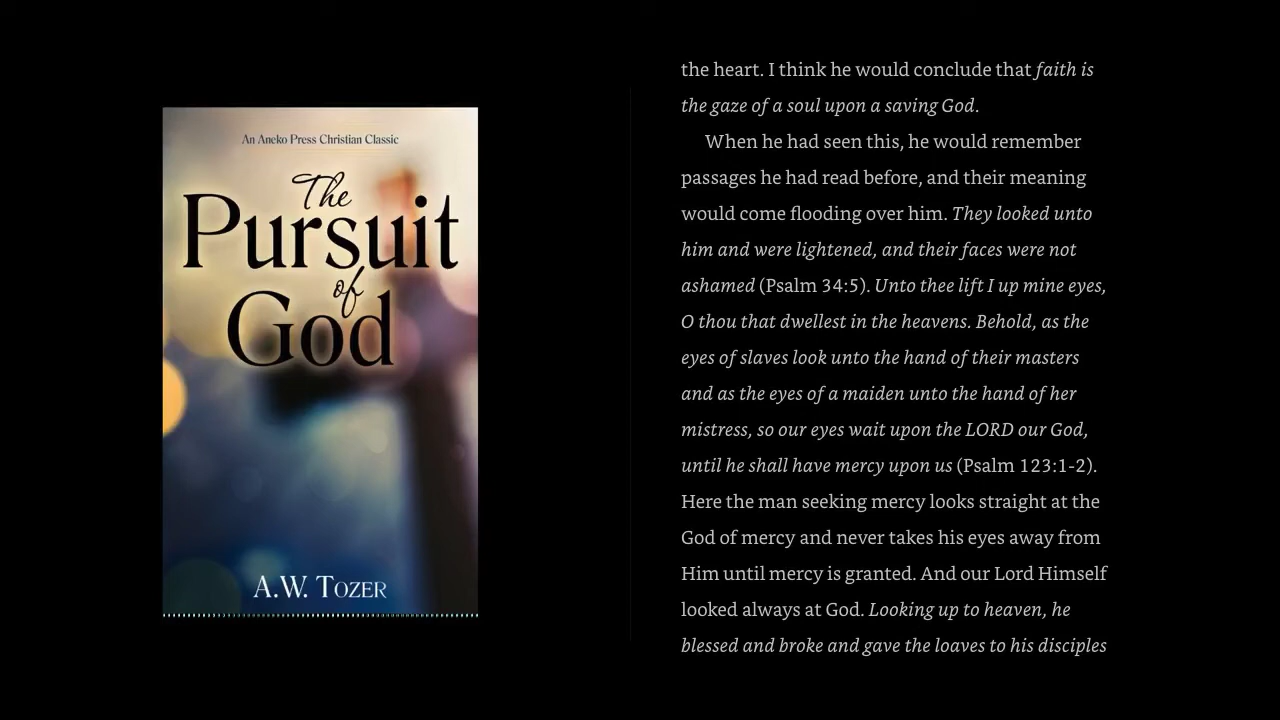 An Aneko Press Christian Classic
The
Pursuit
of
God
A.W. Tozer
the heart. I think he would conclude that faith is
the gaze of a soul upon a saving God.
When he had seen this, he would remember
passages he had read before, and their meaning
would come flooding over him. They looked unto
him and were lightened, and their faces were not
ashamed (Psalm 34:5). Unto thee lift I up mine eyes,
O thou that dwellest in the heavens. Behold, as the
eyes of slaves look unto the hand of their masters
and as the eyes of a maiden unto the hand of her
mistress, so our eyes wait upon the LORD our God,
until he shall have mercy upon us (Psalm 123:1-2).
Here the man seeking mercy looks straight at the
God of mercy and never takes his eyes away from
Him until mercy is granted. And our Lord Himself
looked always at God. Looking up to heaven, he
blessed and broke and gave the loaves to his disciples